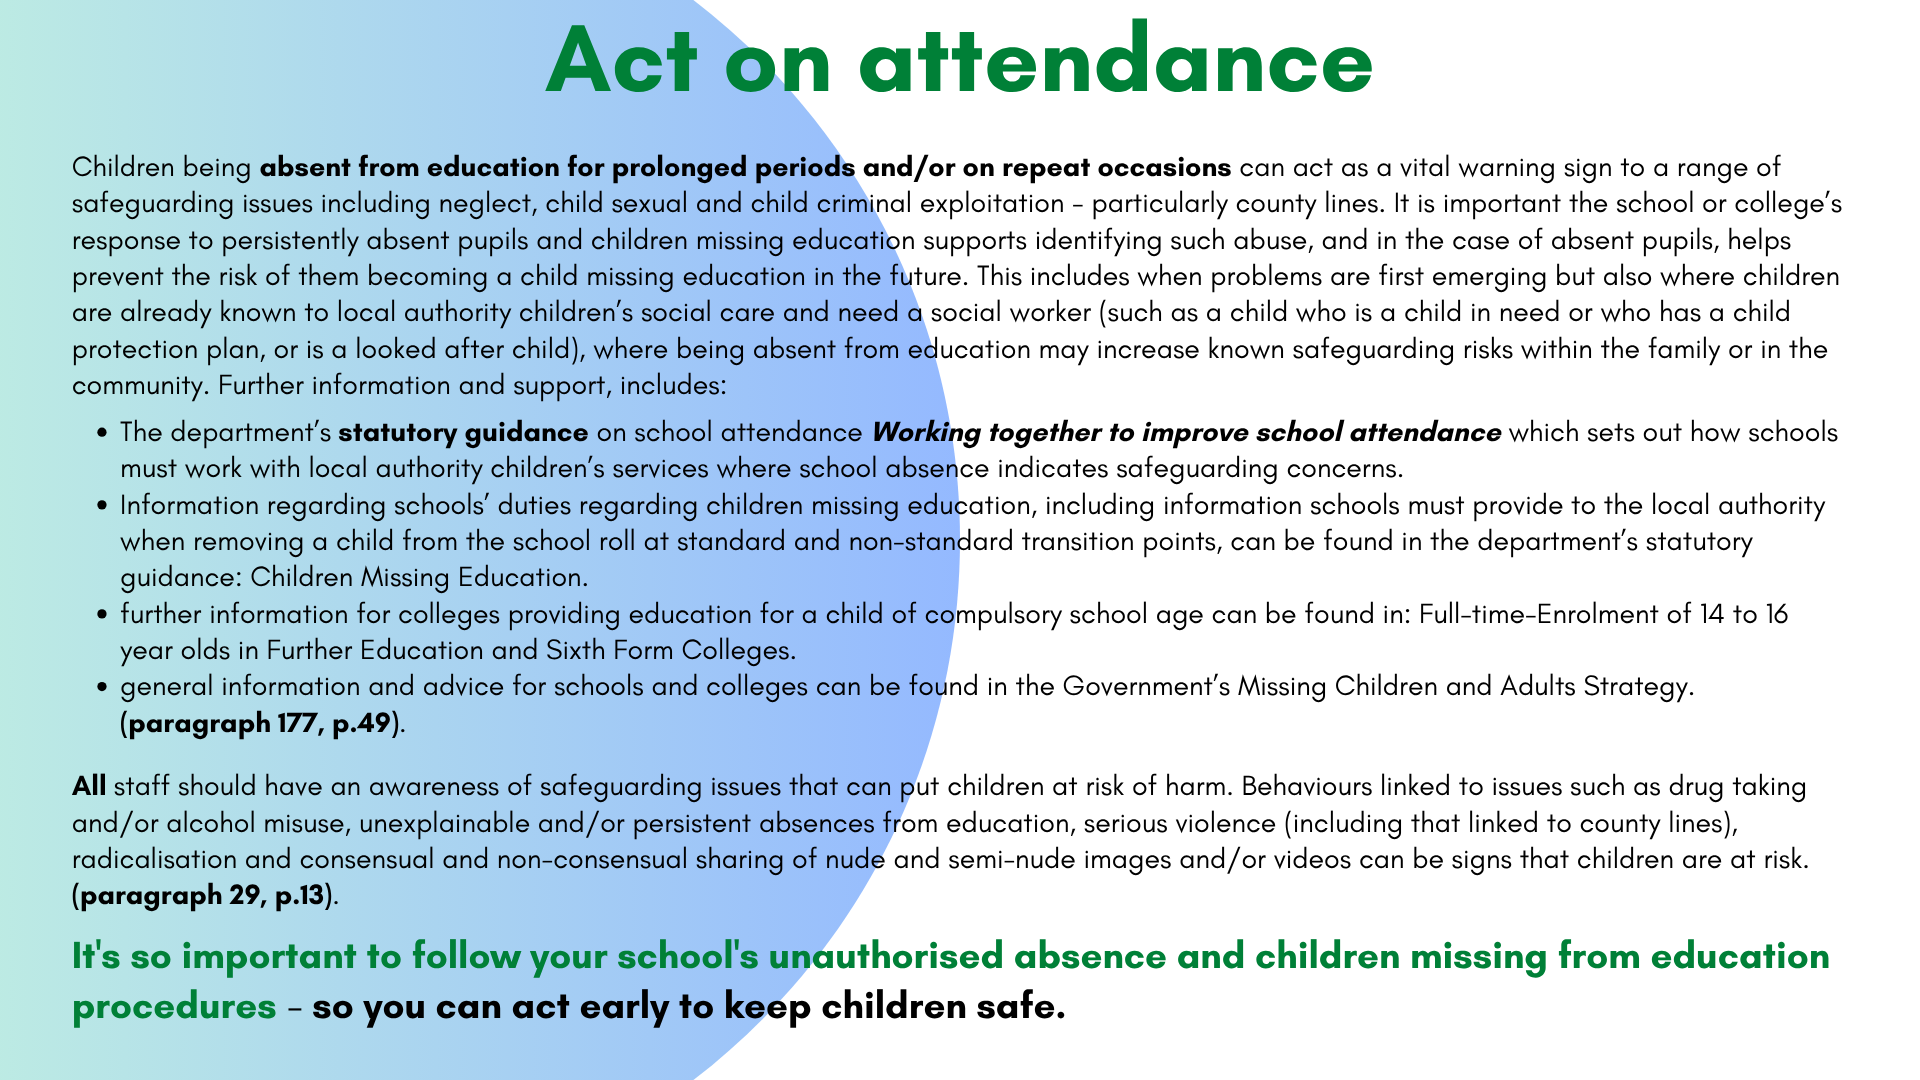 Act on attendance
Children being absent from education for prolonged periods and/or on repeat occasions can act as a vital warning sign to a range of
safeguarding issues including neglect, child sexual and child criminal exploitation - particularly county lines. It is important the school or college’s
response to persistently absent pupils and children missing education supports identifying such abuse, and in the case of absent pupils, helps
prevent the risk of them becoming a child missing education in the future. This includes when problems are first emerging but also where children
are already known to local authority children’s social care and need a social worker (such as a child who is a child in need or who has a child
protection plan, or is a looked after child), where being absent from education may increase known safeguarding risks within the family or in the
community. Further information and support, includes:
• The department’s statutory guidance on school attendance Working together to improve school attendance which sets out how schools
must work with local authority children’s services where school absence indicates safeguarding concerns.
• Information regarding schools’ duties regarding children missing education, including information schools must provide to the local authority
when removing a child from the school roll at standard and non-standard transition points, can be found in the department’s statutory
guidance: Children Missing Education.
• further information for colleges providing education for a child of compulsory school age can be found in: Full-time-Enrolment of 14 to 16
year olds in Further Education and Sixth Form Colleges.
• general information and advice for schools and colleges can be found in the Government’s Missing Children and Adults Strategy.
(paragraph 177, p.49).
All staff should have an awareness of safeguarding issues that can put children at risk of harm. Behaviours linked to issues such as drug taking
and/or alcohol misuse, unexplainable and/or persistent absences from education, serious violence (including that linked to county lines),
radicalisation and consensual and non-consensual sharing of nude and semi-nude images and/or videos can be signs that children are at risk.
(paragraph 29, p.13).
It's so important to follow your school's unauthorised absence and children missing from education
procedures - so you can act early to keep children safe.